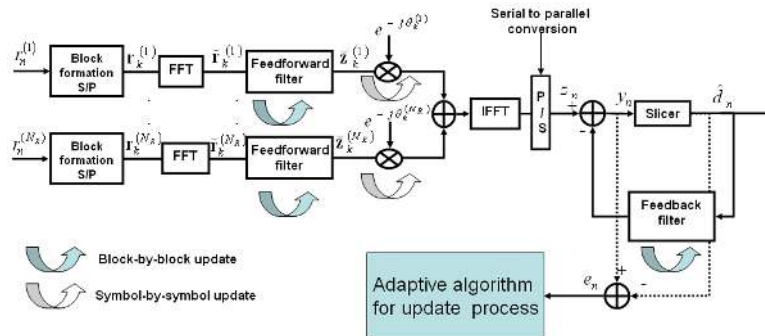 Serial to parallel
conversion
e^{-jθ_k^{(1)}}
r_n^{(1)}
Block
formation
S/P
r_k^{(1)}
FFT
r̄_k^{(1)}
Feedforward
filter
z̄_k^{(1)}
IFFT
P
/
S
z_n
+
-
y_n
Slicer
d̂_n
e^{-jθ_k^{(N_R)}}
r_n^{(N_R)}
Block
formation
S/P
r_k^{(N_R)}
FFT
r̄_k^{(N_R)}
Feedforward
filter
z̄_k^{(N_R)}
Feedback
filter
Block-by-block update
Symbol-by-symbol update
Adaptive algorithm
for update process
e_n
+
-